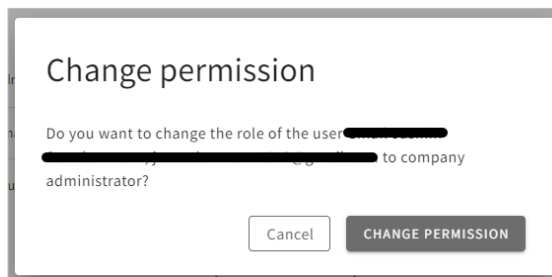 Change permission
Do you want to change the role of the user
to company
administrator?
Cancel
CHANGE PERMISSION